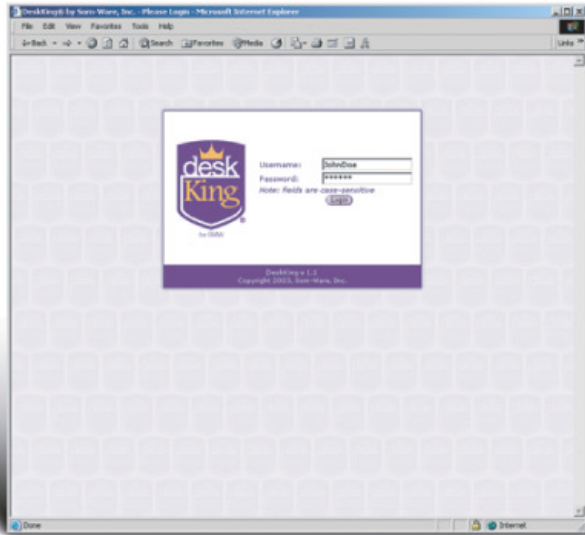 DeskKing® by Sum-Ware, Inc. - Please Login - Microsoft Internet Explorer
File Edit View Favorites Tools Help
Back Search Favorites Media Links »
desk
King
®
by SWI
Username: JohnDoe
Password: ******
Note: fields are case-sensitive
Login
DeskKing v 1.1
Copyright 2003, Sum-Ware, Inc.
Done Internet